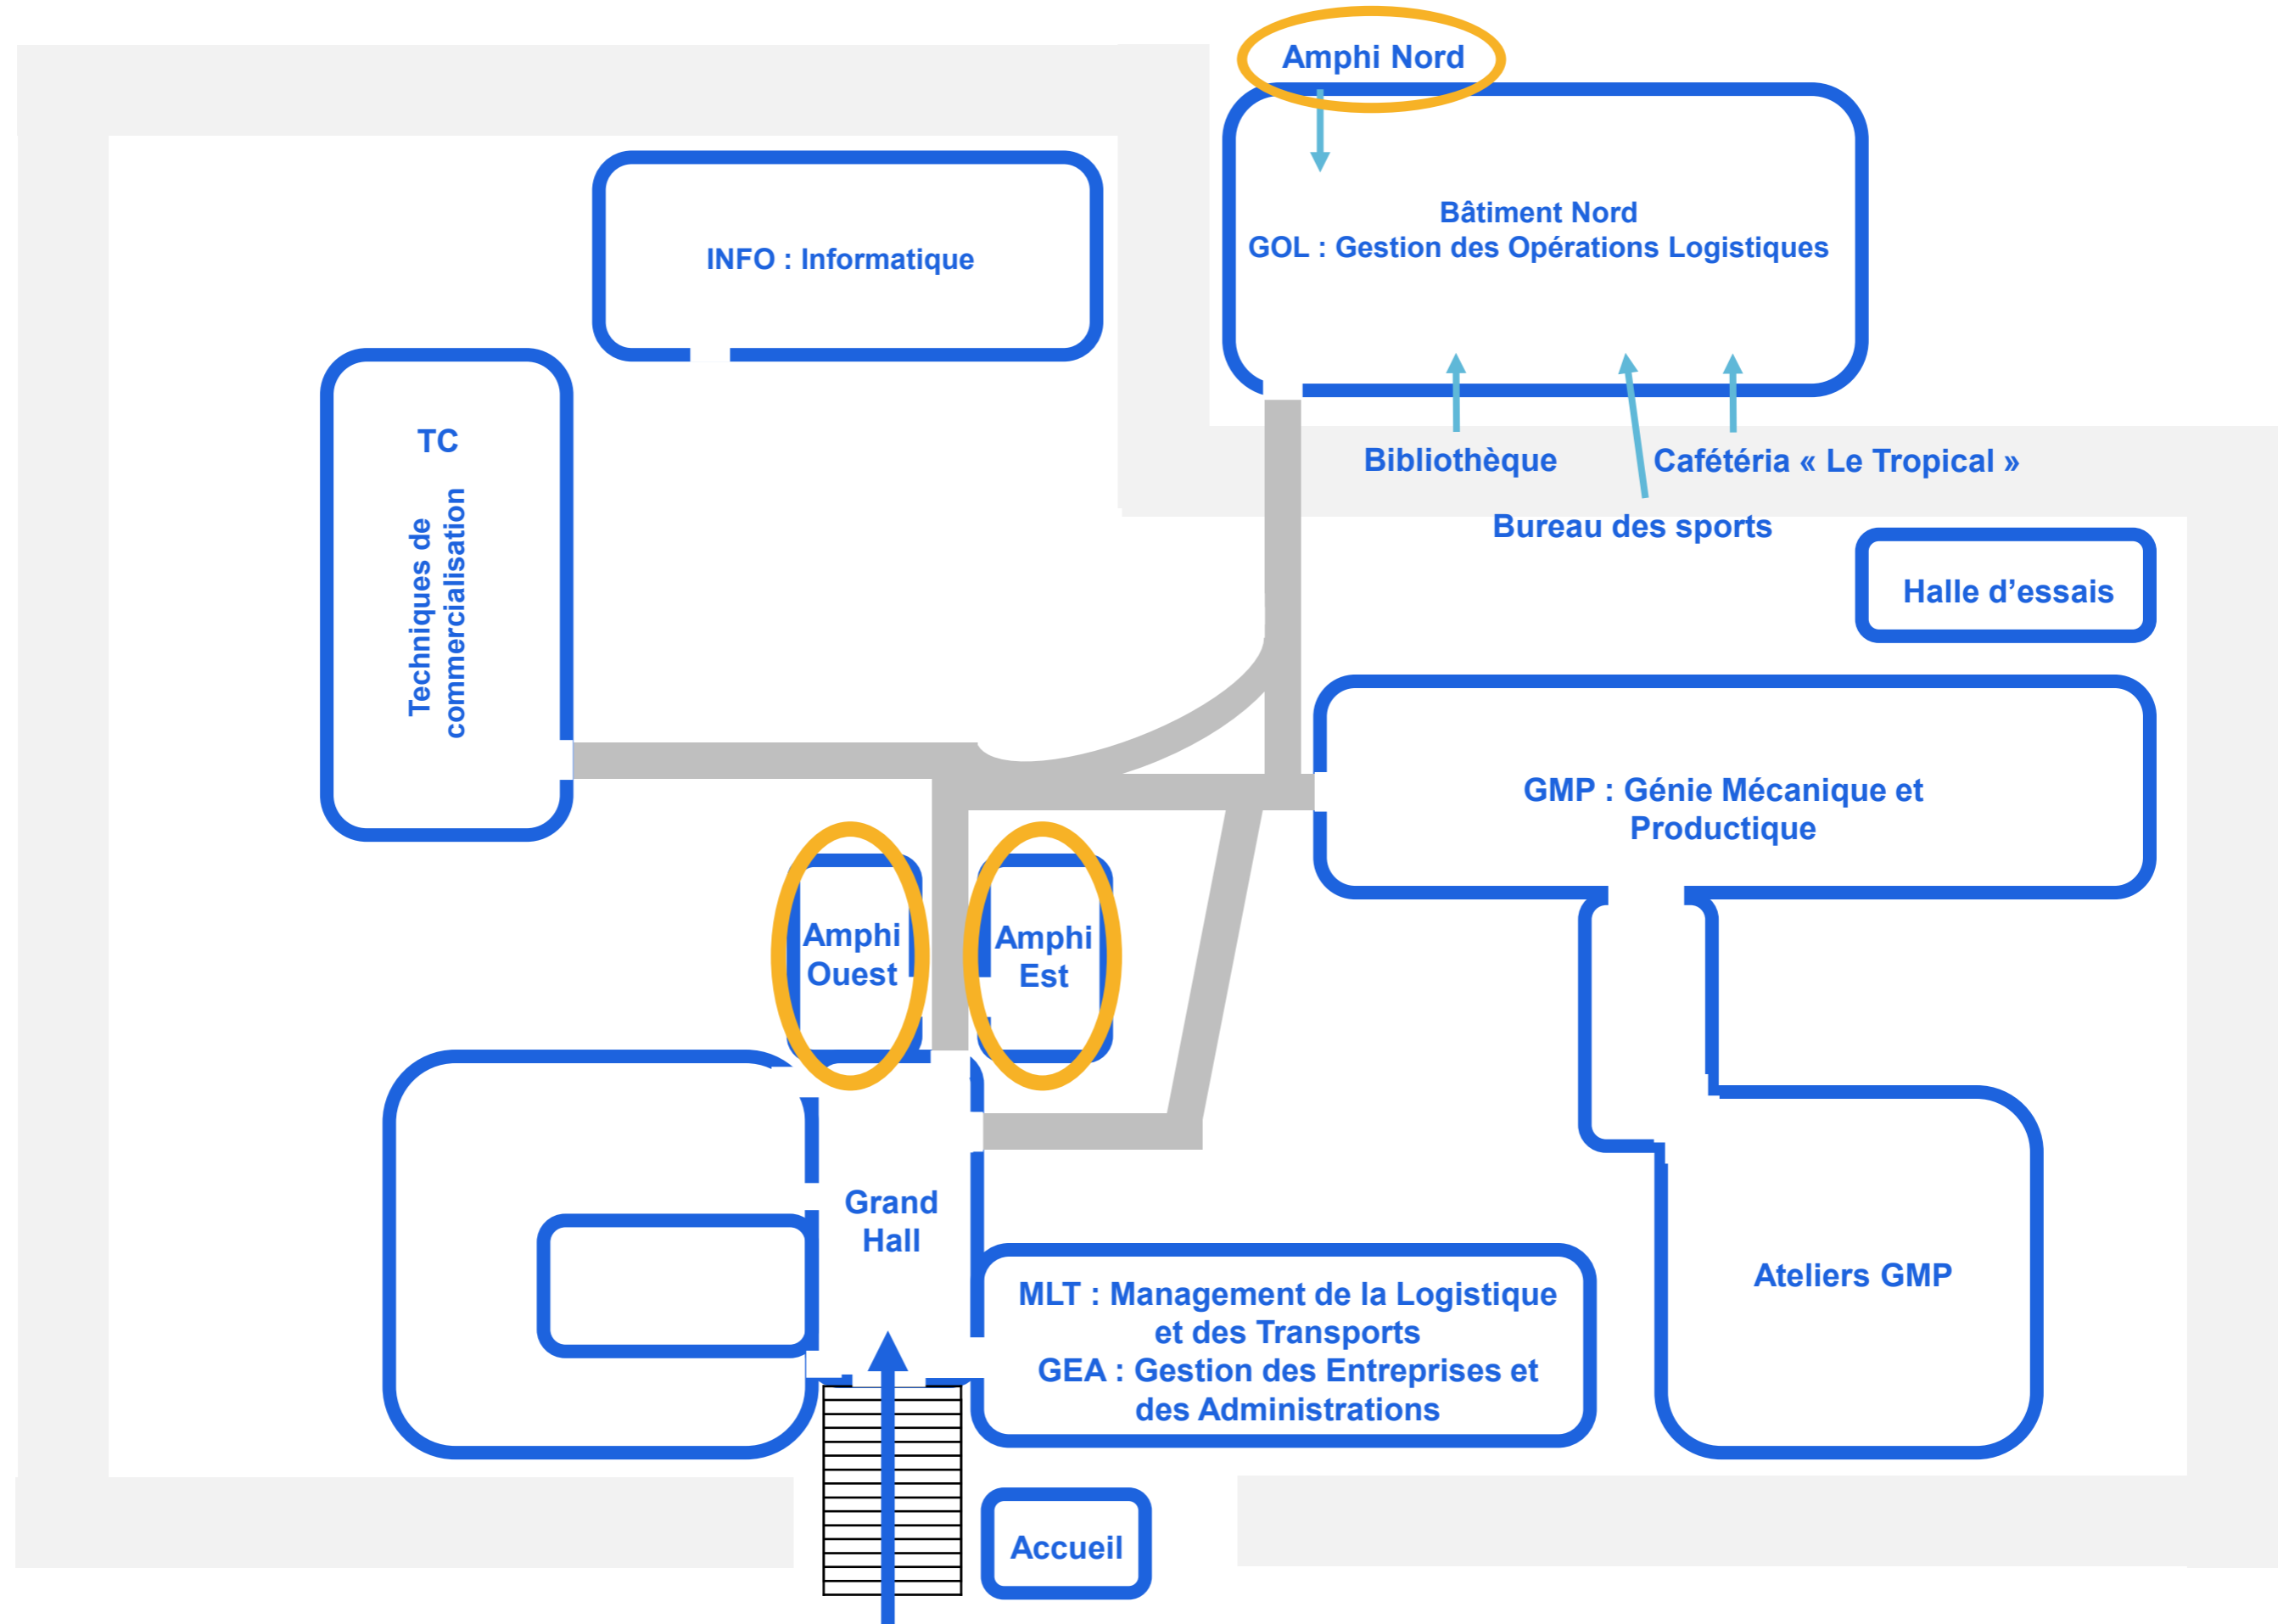 Amphi Nord
Bâtiment Nord
GOL : Gestion des Opérations Logistiques
INFO : Informatique
TC
Techniques de
commercialisation
Bibliothèque
Cafétéria « Le Tropical »
Bureau des sports
Halle d’essais
GMP : Génie Mécanique et
Productique
Amphi
Ouest
Amphi
Est
Grand
Hall
MLT : Management de la Logistique
et des Transports
GEA : Gestion des Entreprises et
des Administrations
Ateliers GMP
Accueil